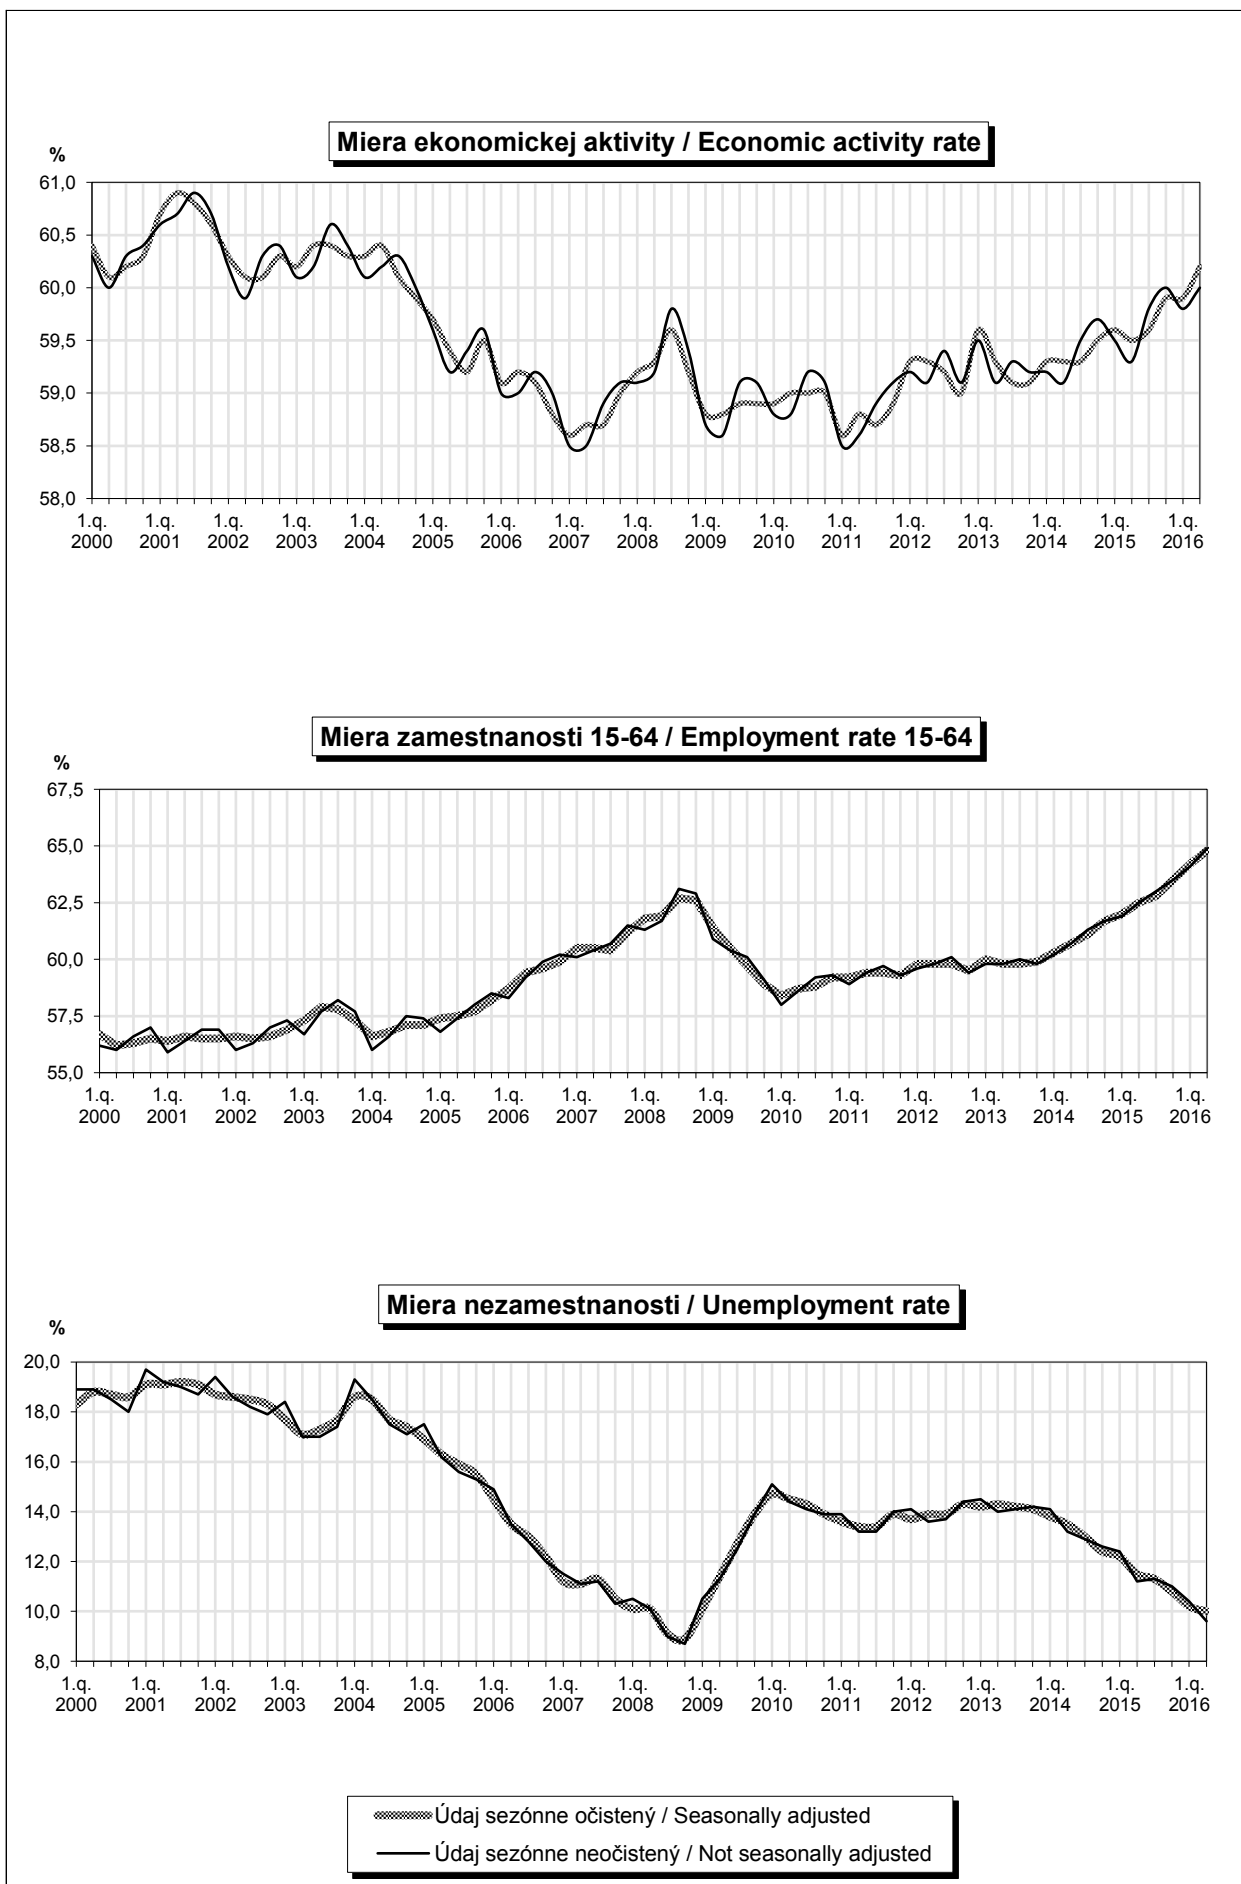 Miera ekonomickej aktivity / Economic activity rate
%
61,0
60,5
60,0
59,5
59,0
58,5
58,0
1.q. 1.q. 1.q. 1.q. 1.q. 1.q. 1.q. 1.q. 1.q. 1.q. 1.q. 1.q. 1.q. 1.q. 1.q. 1.q. 1.q.
2000 2001 2002 2003 2004 2005 2006 2007 2008 2009 2010 2011 2012 2013 2014 2015 2016
Miera zamestnanosti 15-64 / Employment rate 15-64
%
67,5
65,0
62,5
60,0
57,5
55,0
1.q. 1.q. 1.q. 1.q. 1.q. 1.q. 1.q. 1.q. 1.q. 1.q. 1.q. 1.q. 1.q. 1.q. 1.q. 1.q. 1.q.
2000 2001 2002 2003 2004 2005 2006 2007 2008 2009 2010 2011 2012 2013 2014 2015 2016
Miera nezamestnanosti / Unemployment rate
%
20,0
18,0
16,0
14,0
12,0
10,0
8,0
1.q. 1.q. 1.q. 1.q. 1.q. 1.q. 1.q. 1.q. 1.q. 1.q. 1.q. 1.q. 1.q. 1.q. 1.q. 1.q. 1.q.
2000 2001 2002 2003 2004 2005 2006 2007 2008 2009 2010 2011 2012 2013 2014 2015 2016
Údaj sezónne očistený / Seasonally adjusted
Údaj sezónne neočistený / Not seasonally adjusted